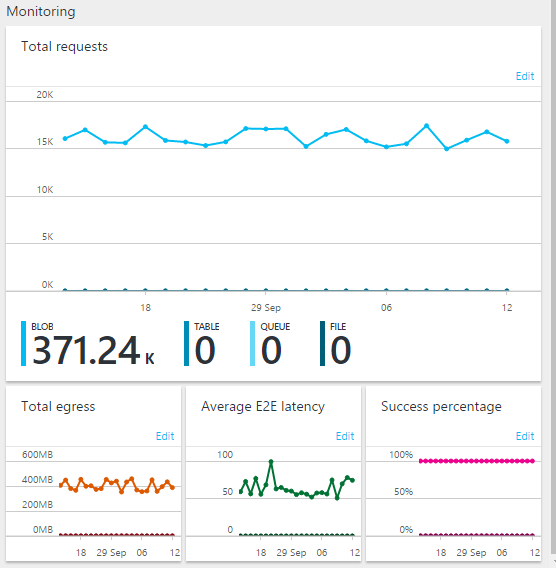 Monitoring
Total requests
Edit
20K
15K
10K
5K
0K
18 29 Sep 06 12
BLOB TABLE QUEUE FILE
371.24 K 0 0 0
Total egress
Edit
600MB
400MB
200MB
0MB
18 29 Sep 06 12
Average E2E latency
Edit
100
50
0
18 29 Sep 06 12
Success percentage
Edit
100%
50%
0%
18 29 Sep 06 12